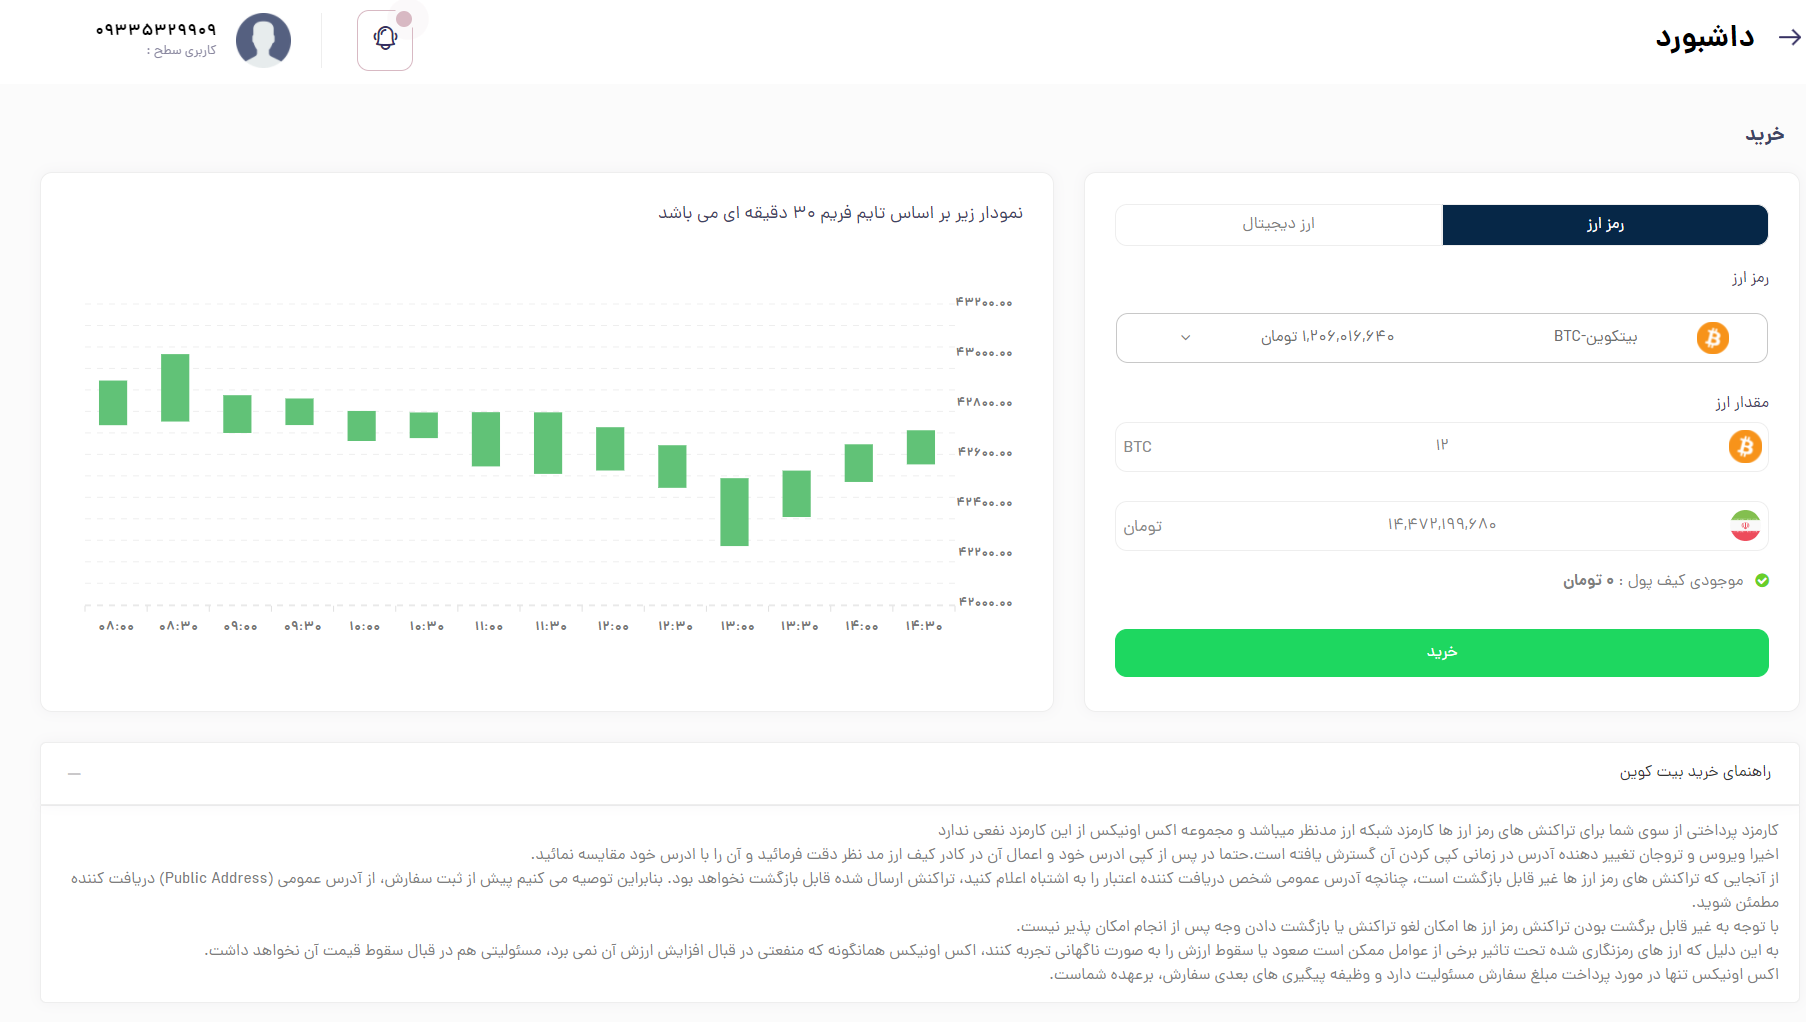 داشبورد
۰۹۳۳۵۳۲۹۹۰۹
کاربری سطح :
خرید
رمز ارز
ارز دیجیتال
رمز ارز
بیتکوین-BTC
۱,۲۰۶,۰۱۶,۶۴۰ تومان
مقدار ارز
۱۲
BTC
۱۴,۴۷۲,۱۹۹,۶۸۰
تومان
موجودی کیف پول : ۰ تومان
خرید
نمودار زیر بر اساس تایم فریم ۳۰ دقیقه ای می باشد
۴۳۲۰۰.۰۰
۴۳۰۰۰.۰۰
۴۲۸۰۰.۰۰
۴۲۶۰۰.۰۰
۴۲۴۰۰.۰۰
۴۲۲۰۰.۰۰
۴۲۰۰۰.۰۰
۰۸:۰۰ ۰۸:۳۰ ۰۹:۰۰ ۰۹:۳۰ ۱۰:۰۰ ۱۰:۳۰ ۱۱:۰۰ ۱۱:۳۰ ۱۲:۰۰ ۱۲:۳۰ ۱۳:۰۰ ۱۳:۳۰ ۱۴:۰۰ ۱۴:۳۰
راهنمای خرید بیت کوین
کارمزد پرداختی از سوی شما برای تراکنش های رمز ارز ها کارمزد شبکه ارز مدنظر میباشد و مجموعه اکس اونیکس از این کارمزد نفعی ندارد
اخیرا ویروس و تروجان تغییر دهنده آدرس در زمانی کپی کردن آن گسترش یافته است.حتما در پس از کپی ادرس خود و اعمال آن در کادر کیف ارز مد نظر دقت فرمائید و آن را با ادرس خود مقایسه نمائید.
از آنجایی که تراکنش های رمز ارز ها غیر قابل بازگشت است، چنانچه آدرس عمومی شخص دریافت کننده اعتبار را به اشتباه اعلام کنید، تراکنش ارسال شده قابل بازگشت نخواهد بود. بنابراین توصیه می کنیم پیش از ثبت سفارش، از آدرس عمومی (Public Address) دریافت کننده
مطمئن شوید.
با توجه به غیر قابل برگشت بودن تراکنش رمز ارز ها امکان لغو تراکنش یا بازگشت دادن وجه پس از انجام امکان پذیر نیست.
به این دلیل که ارز های رمزنگاری شده تحت تاثیر برخی از عوامل ممکن است صعود یا سقوط ارزش را به صورت ناگهانی تجربه کنند، اکس اونیکس همانگونه که منفعتی در قبال افزایش ارزش آن نمی برد، مسئولیتی هم در قبال سقوط قیمت آن نخواهد داشت.
اکس اونیکس تنها در مورد پرداخت مبلغ سفارش مسئولیت دارد و وظیفه پیگیری های بعدی سفارش، برعهده شماست.